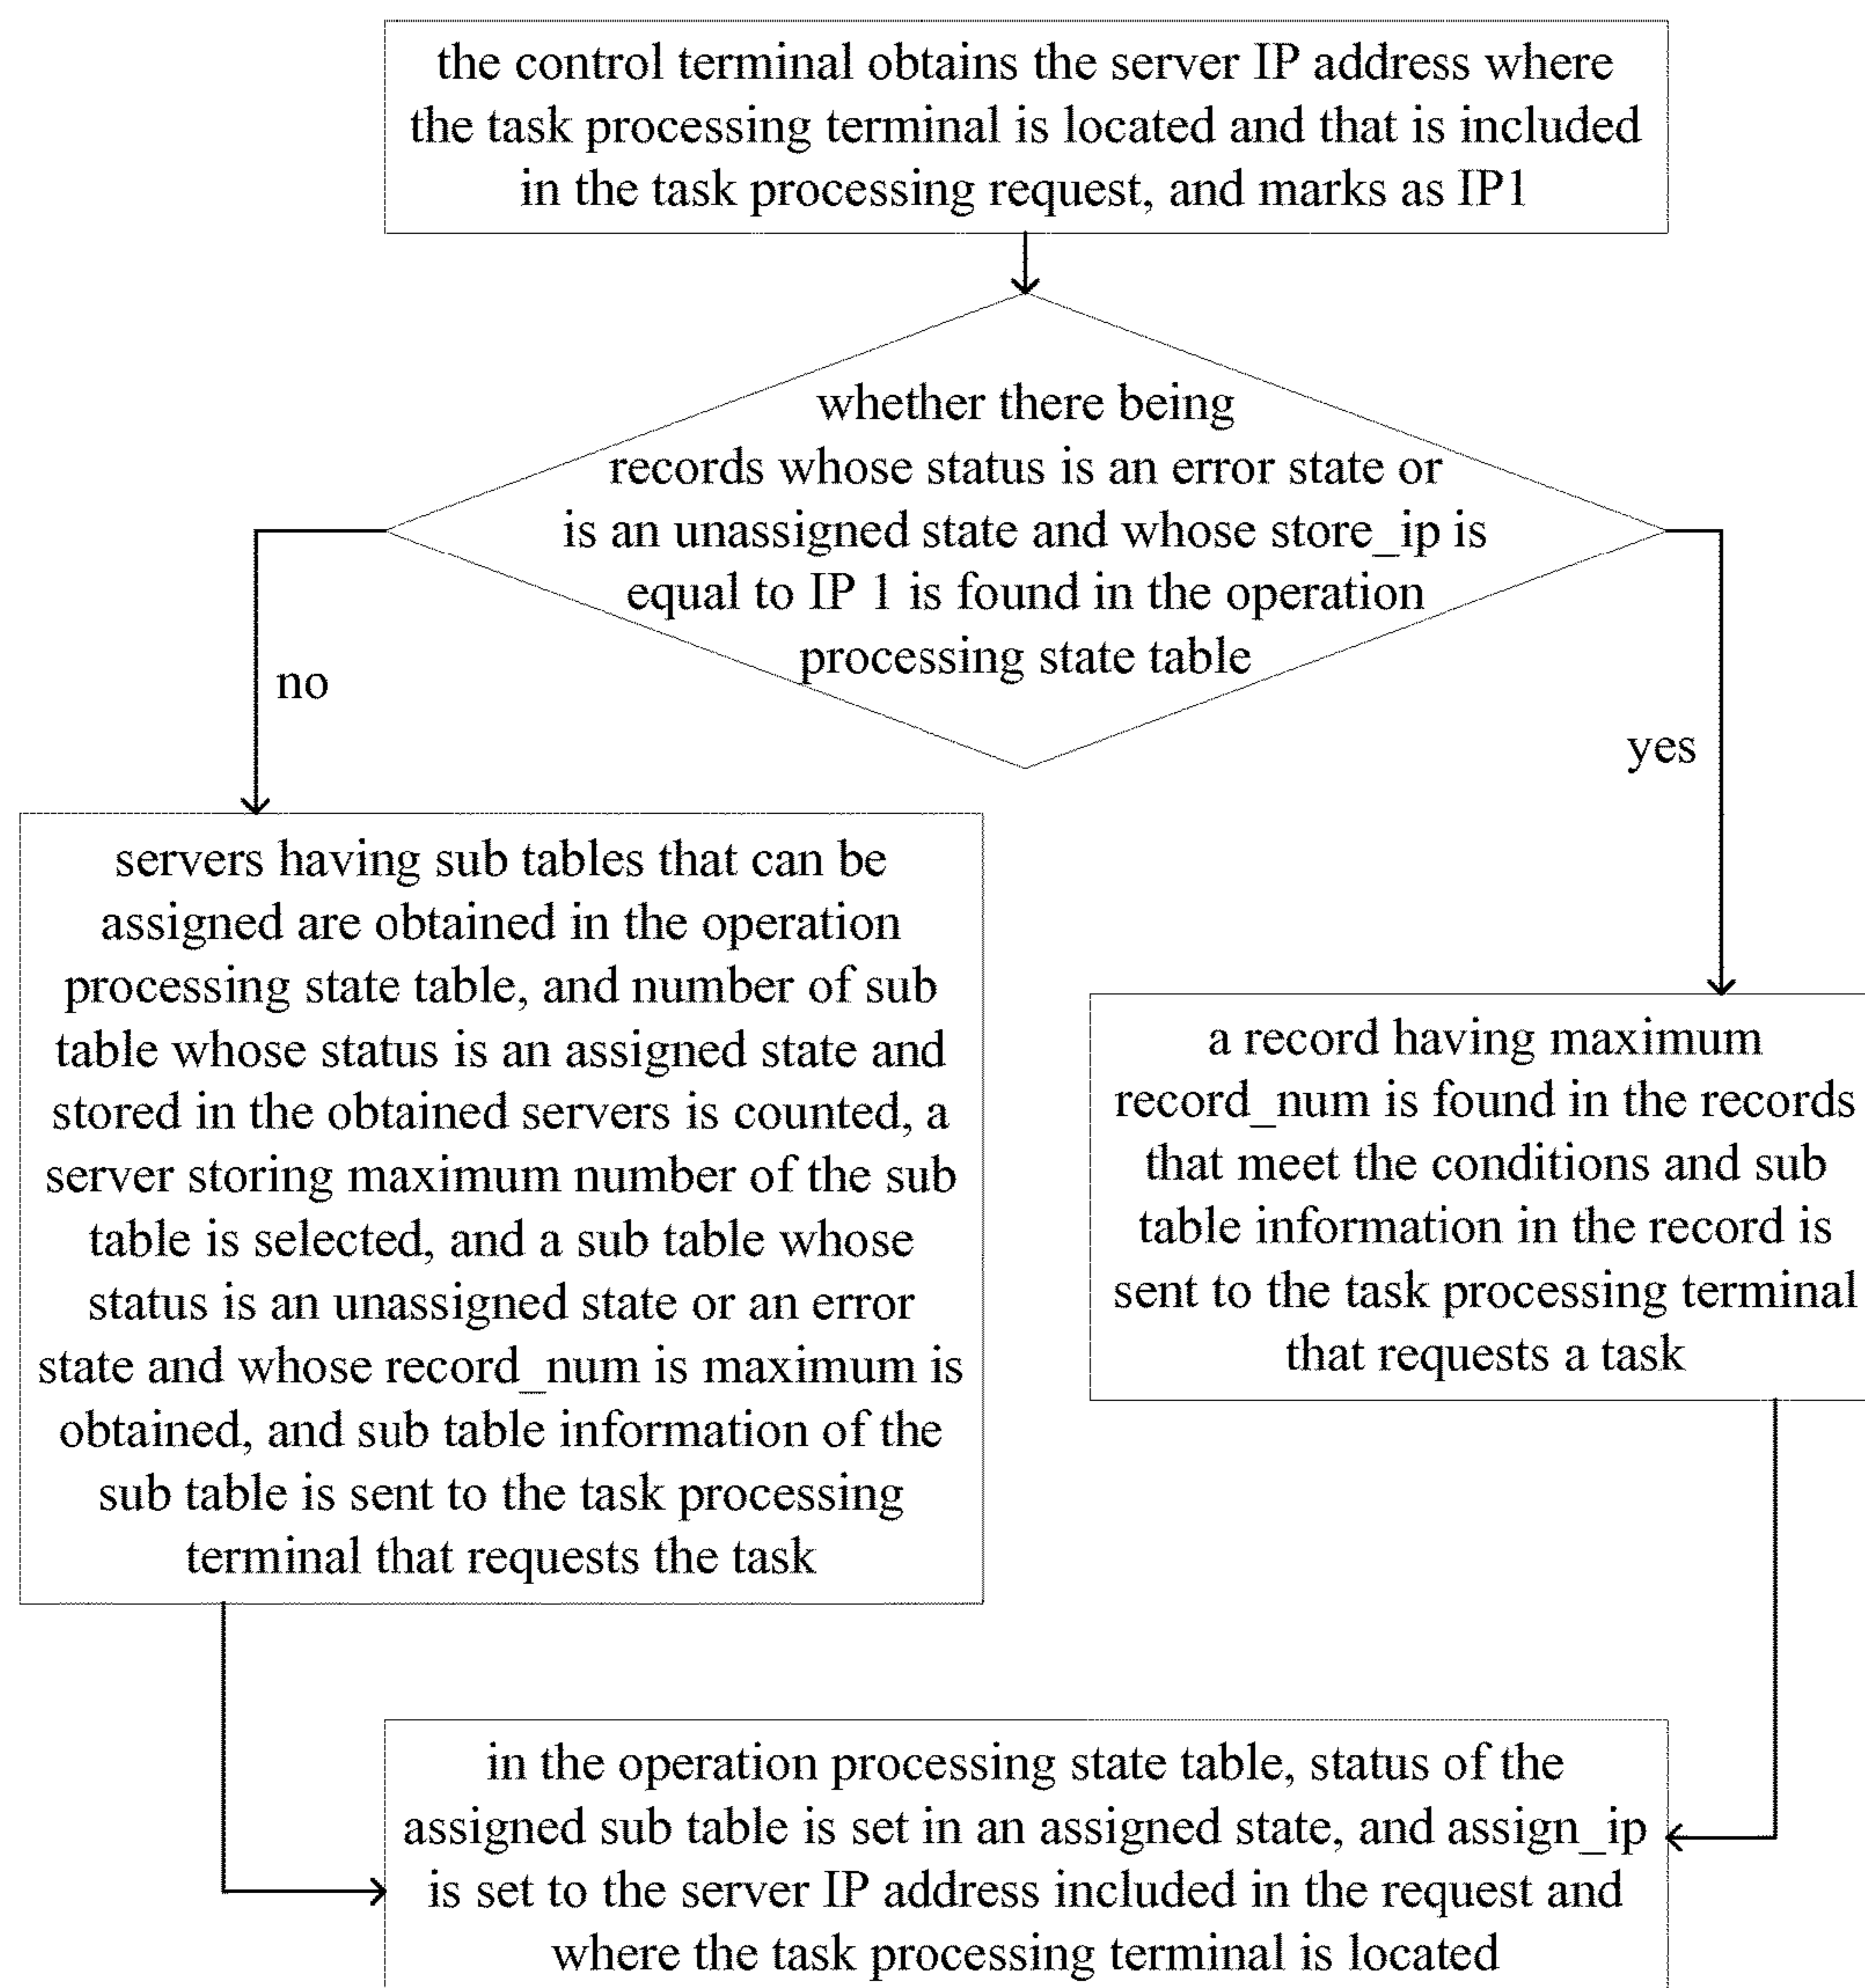 the control terminal obtains the server IP address where
the task processing terminal is located and that is included
in the task processing request, and marks as IP1
whether there being
records whose status is an error state or
is an unassigned state and whose store_ip is
equal to IP 1 is found in the operation
processing state table
no
yes
servers having sub tables that can be
assigned are obtained in the operation
processing state table, and number of sub
table whose status is an assigned state and
stored in the obtained servers is counted, a
server storing maximum number of the sub
table is selected, and a sub table whose
status is an unassigned state or an error
state and whose record_num is maximum is
obtained, and sub table information of the
sub table is sent to the task processing
terminal that requests the task
a record having maximum
record_num is found in the records
that meet the conditions and sub
table information in the record is
sent to the task processing terminal
that requests a task
in the operation processing state table, status of the
assigned sub table is set in an assigned state, and assign_ip
is set to the server IP address included in the request and
where the task processing terminal is located